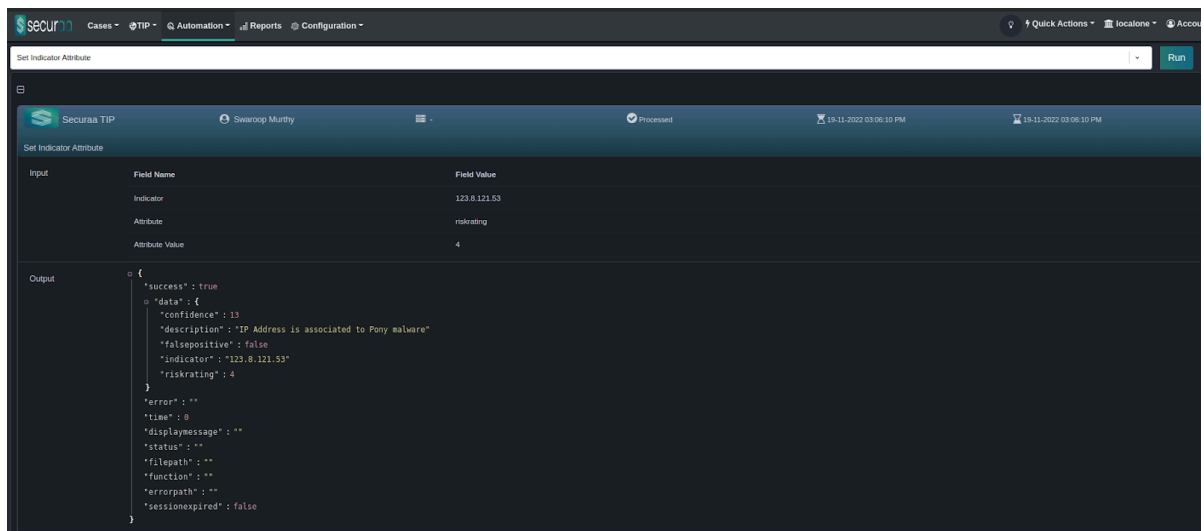 securaa Cases TIP Automation Reports Configuration Quick Actions localone Accou
Set Indicator Attribute Run
Securaa TIP Swaroop Murthy - Processed 19-11-2022 03:06:10 PM 19-11-2022 03:06:10 PM
Set Indicator Attribute
Input Field Name Field Value
Indicator 123.8.121.53
Attribute riskrating
Attribute Value 4
Output {
"success" : true
"data" : {
"confidence" : 13
"description" : "IP Address is associated to Pony malware"
"falsepositive" : false
"indicator" : "123.8.121.53"
"riskrating" : 4
}
"error" : ""
"time" : 0
"displaymessage" : ""
"status" : ""
"filepath" : ""
"function" : ""
"errorpath" : ""
"sessionexpired" : false
}